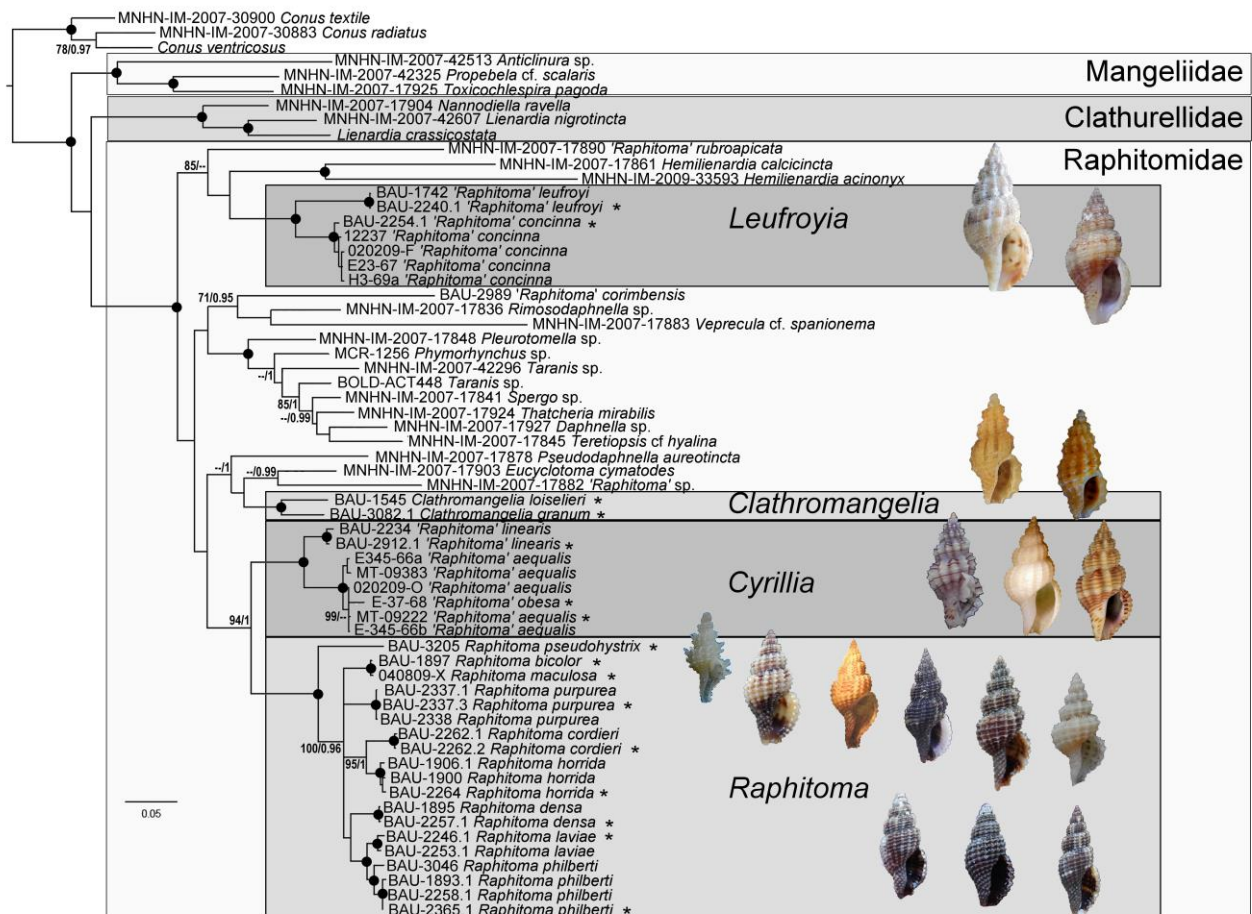 MNHN-IM-2007-30900 Conus textile
MNHN-IM-2007-30883 Conus radiatus
78/0.97
Conus ventricosus
MNHN-IM-2007-42513 Anticlinura sp.
Mangeliidae
MNHN-IM-2007-42325 Propebela cf. scalaris
MNHN-IM-2007-17925 Toxicochlespira pagoda
MNHN-IM-2007-17904 Nannodiella ravella
Clathurellidae
MNHN-IM-2007-42607 Lienardia nigrotincta
Lienardia crassicostata
MNHN-IM-2007-17890 'Raphitoma' rubroapicata
Raphitomidae
85/--
MNHN-IM-2007-17861 Hemilienardia calcicincta
MNHN-IM-2009-33593 Hemilienardia acinonyx
BAU-1742 'Raphitoma' leufroyi
BAU-2240.1 'Raphitoma' leufroyi *
Leufroyia
BAU-2254.1 'Raphitoma' concinna *
12237 'Raphitoma' concinna
020209-F 'Raphitoma' concinna
E23-67 'Raphitoma' concinna
H3-69a 'Raphitoma' concinna
71/0.95
BAU-2989 'Raphitoma' corimbensis
MNHN-IM-2007-17836 Rimosodaphnella sp.
MNHN-IM-2007-17883 Veprecula cf. spanionema
MNHN-IM-2007-17848 Pleurotomella sp.
MCR-1256 Phymorhynchus sp.
--/1
MNHN-IM-2007-42296 Taranis sp.
BOLD-ACT448 Taranis sp.
85/1
MNHN-IM-2007-17841 Spergo sp.
--/0.99
MNHN-IM-2007-17924 Thatcheria mirabilis
MNHN-IM-2007-17927 Daphnella sp.
MNHN-IM-2007-17845 Teretiopsis cf hyalina
MNHN-IM-2007-17878 Pseudodaphnella aureotincta
--/1
--/0.99
MNHN-IM-2007-17903 Eucyclotoma cymatodes
MNHN-IM-2007-17882 'Raphitoma' sp.
BAU-1545 Clathromangelia loiselieri *
Clathromangelia
BAU-3082.1 Clathromangelia granum *
BAU-2234 'Raphitoma' linearis
BAU-2912.1 'Raphitoma' linearis *
E345-66a 'Raphitoma' aequalis
MT-09383 'Raphitoma' aequalis
Cyrillia
020209-O 'Raphitoma' aequalis
E-37-68 'Raphitoma' obesa *
99/--
MT-09222 'Raphitoma' aequalis *
E-345-66b 'Raphitoma' aequalis
94/1
BAU-3205 Raphitoma pseudohystrix *
BAU-1897 Raphitoma bicolor *
040809-X Raphitoma maculosa *
BAU-2337.1 Raphitoma purpurea
BAU-2337.3 Raphitoma purpurea *
BAU-2338 Raphitoma purpurea
BAU-2262.1 Raphitoma cordieri
100/0.96
BAU-2262.2 Raphitoma cordieri *
95/1
BAU-1906.1 Raphitoma horrida
BAU-1900 Raphitoma horrida
Raphitoma
BAU-2264 Raphitoma horrida *
BAU-1895 Raphitoma densa
0.05
BAU-2257.1 Raphitoma densa *
BAU-2246.1 Raphitoma laviae *
BAU-2253.1 Raphitoma laviae
BAU-3046 Raphitoma philberti
BAU-1893.1 Raphitoma philberti
BAU-2258.1 Raphitoma philberti
BAU-2365.1 Raphitoma philberti *